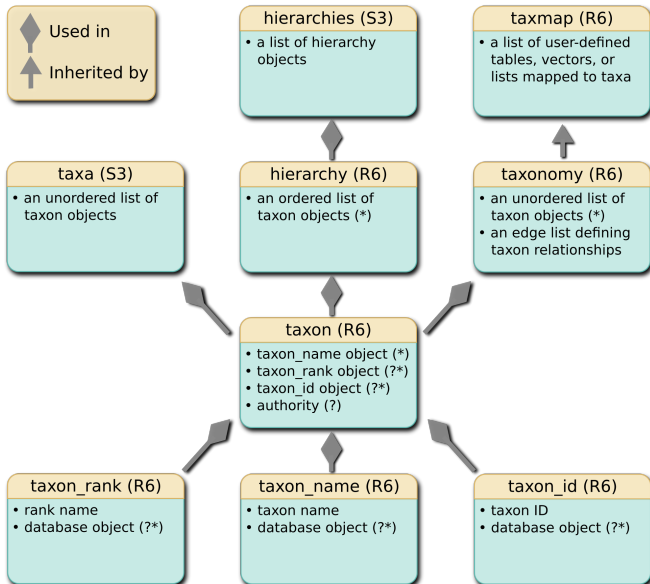 Used in
Inherited by
hierarchies (S3)
• a list of hierarchy
objects
taxmap (R6)
• a list of user-defined
tables, vectors, or
lists mapped to taxa
taxa (S3)
• an unordered list of
taxon objects
hierarchy (R6)
• an ordered list of
taxon objects (*)
taxonomy (R6)
• an unordered list of
taxon objects (*)
• an edge list defining
taxon relationships
taxon (R6)
• taxon_name object (*)
• taxon_rank object (?*)
• taxon_id object (?*)
• authority (?)
taxon_rank (R6)
• rank name
• database object (?*)
taxon_name (R6)
• taxon name
• database object (?*)
taxon_id (R6)
• taxon ID
• database object (?*)